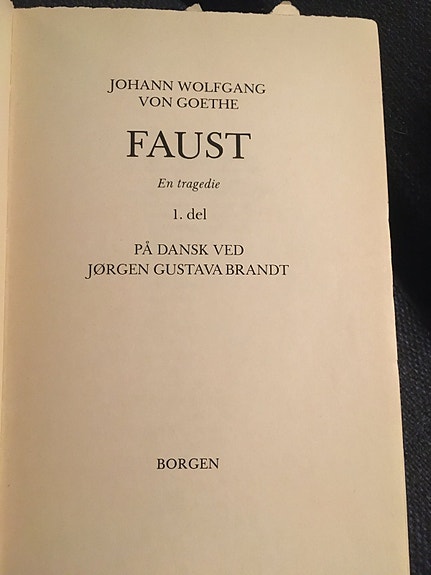 JOHANN WOLFGANG
VON GOETHE
FAUST
En tragedie
1. del
PÅ DANSK VED
JØRGEN GUSTAVA BRANDT
BORGEN